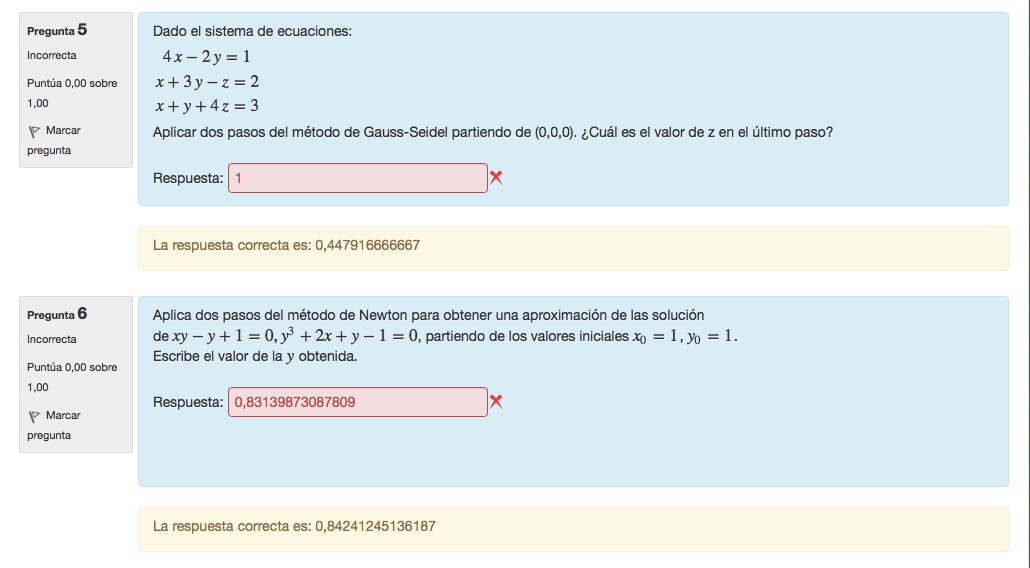 Pregunta 5
Incorrecta
Puntúa 0,00 sobre
1,00
Marcar
pregunta
Dado el sistema de ecuaciones:
4x − 2y = 1
x + 3y − z = 2
x + y + 4z = 3
Aplicar dos pasos del método de Gauss-Seidel partiendo de (0,0,0). ¿Cuál es el valor de z en el último paso?
Respuesta: 1
La respuesta correcta es: 0,447916666667
Pregunta 6
Incorrecta
Puntúa 0,00 sobre
1,00
Marcar
pregunta
Aplica dos pasos del método de Newton para obtener una aproximación de las solución
de xy − y + 1 = 0, y³ + 2x + y − 1 = 0, partiendo de los valores iniciales x₀ = 1, y₀ = 1.
Escribe el valor de la y obtenida.
Respuesta: 0,83139873087809
La respuesta correcta es: 0,84241245136187